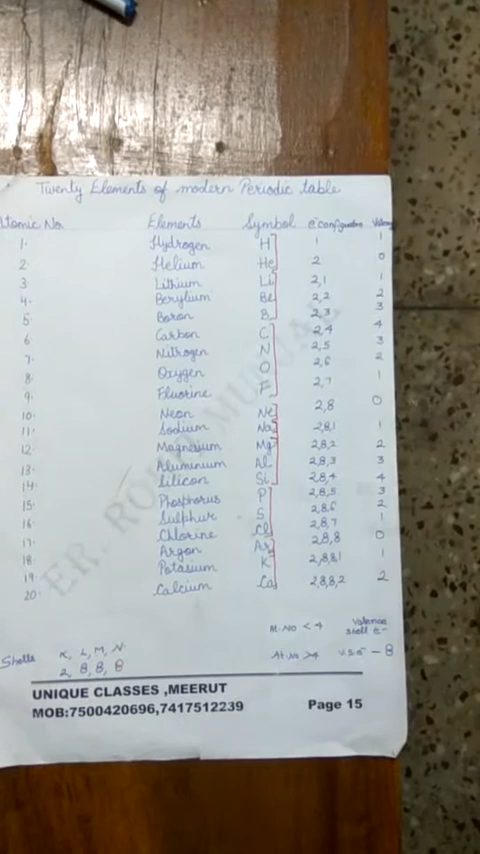 Twenty Elements of modern Periodic table
Atomic No. Elements Symbol e⁻ configuration Valency
1. Hydrogen H 1 1
2. Helium He 2 0
3. Lithium Li 2,1 1
4. Berylium Be 2,2 2
5. Boron B 2,3 3
6. Carbon C 2,4 4
7. Nitrogen N 2,5 3
8. Oxygen O 2,6 2
9. Fluorine F 2,7 1
10. Neon Ne 2,8 0
11. Sodium Na 2,8,1 1
12. Magnesium Mg 2,8,2 2
13. Aluminium Al 2,8,3 3
14. Silicon Si 2,8,4 4
15. Phosphorus P 2,8,5 3
16. Sulphur S 2,8,6 2
17. Chlorine Cl 2,8,7 1
18. Argon Ar 2,8,8 0
19. Potasium K 2,8,8,1 1
20. Calcium Ca 2,8,8,2 2
M.NO < 4 Valence shell e⁻
Shells K, L, M, N
2, 8, 8, 8
At.No >4 V.S.e⁻ - 8
UNIQUE CLASSES ,MEERUT
MOB:7500420696,7417512239 Page 15